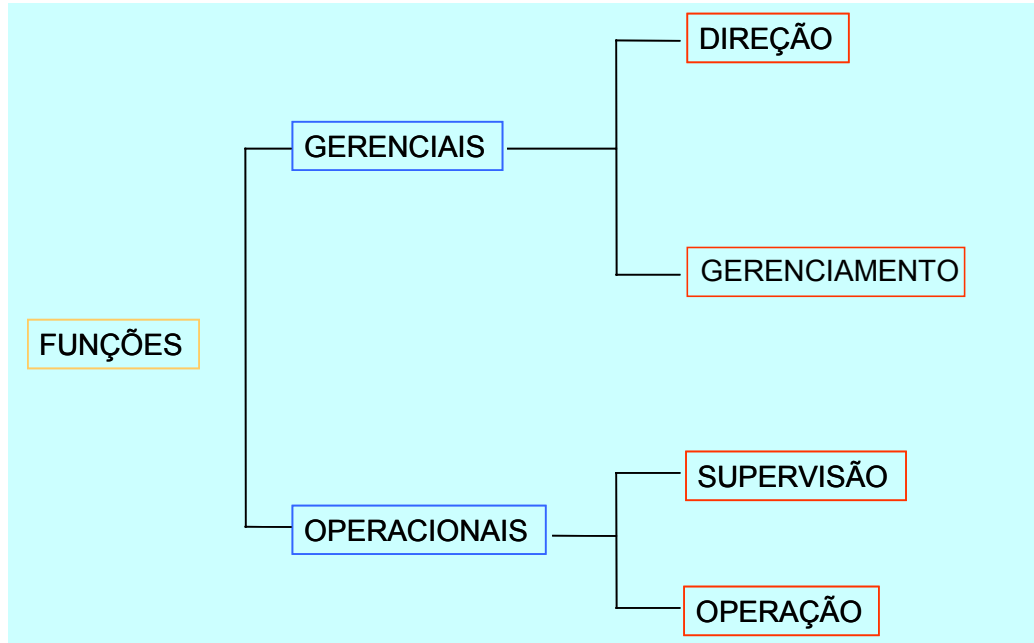 DIREÇÃO
GERENCIAIS
GERENCIAMENTO
FUNÇÕES
SUPERVISÃO
OPERACIONAIS
OPERAÇÃO